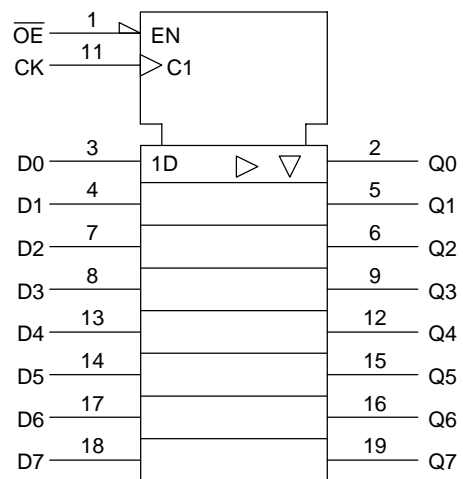 O̅E̅ 1 EN
CK 11 C1
D0 3 1D 2 Q0
D1 4 5 Q1
D2 7 6 Q2
D3 8 9 Q3
D4 13 12 Q4
D5 14 15 Q5
D6 17 16 Q6
D7 18 19 Q7